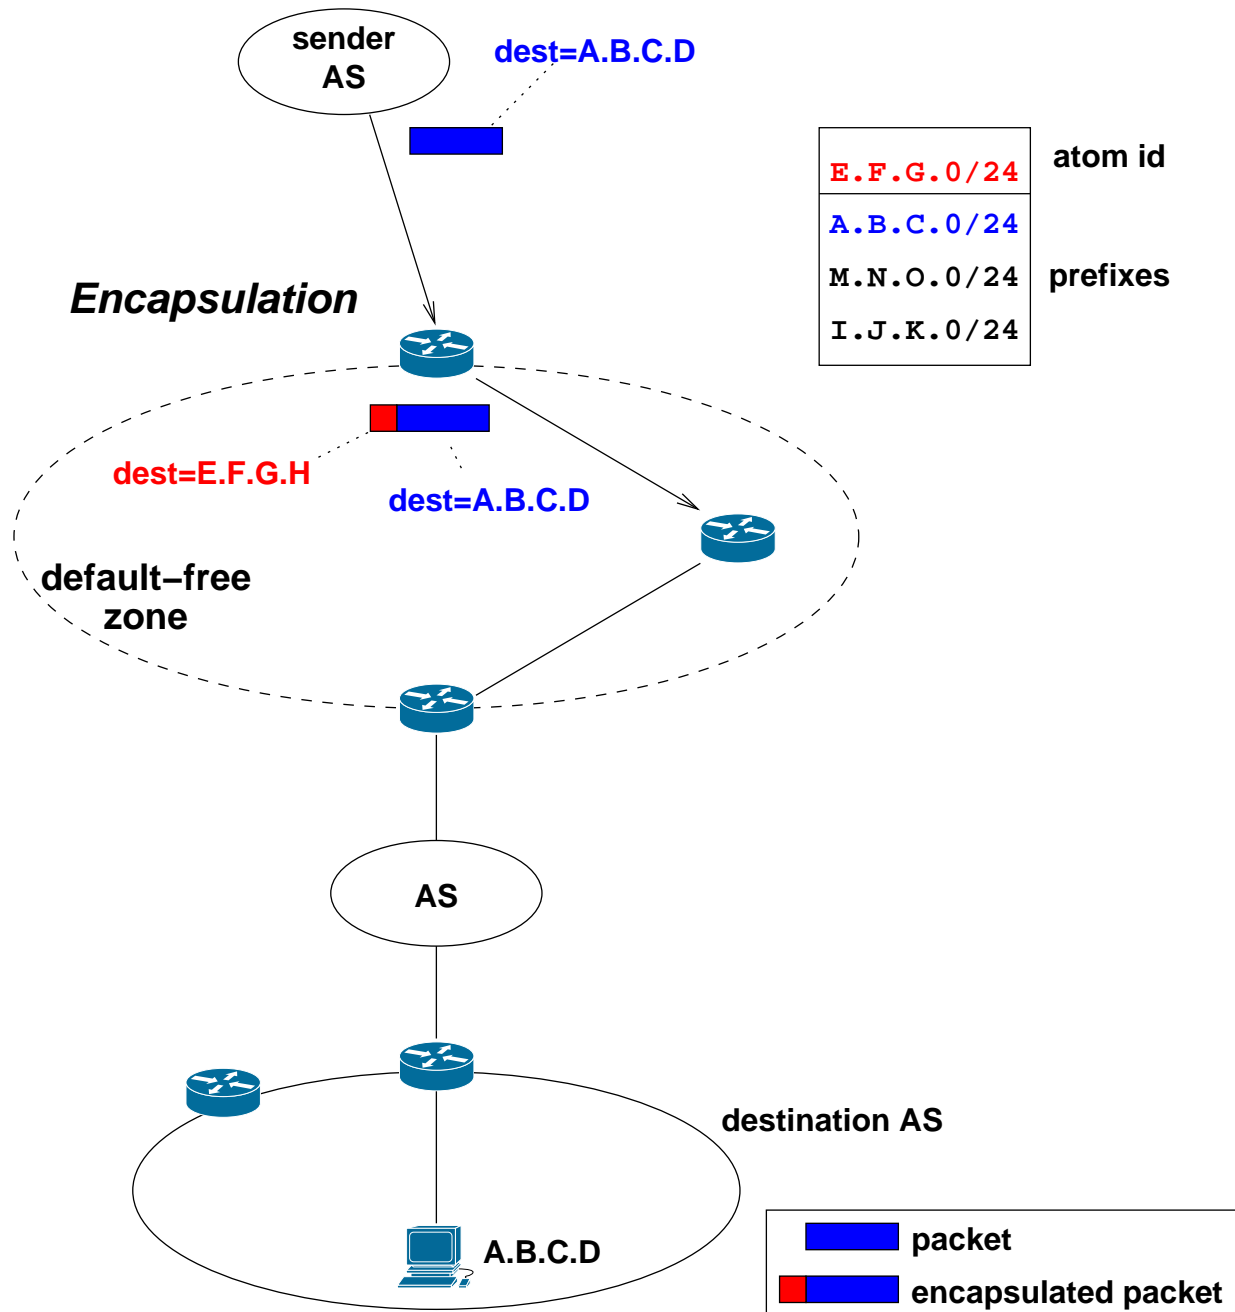 sender
AS
dest=A.B.C.D
E.F.G.0/24
atom id
A.B.C.0/24
M.N.O.0/24
prefixes
I.J.K.0/24
Encapsulation
dest=E.F.G.H
dest=A.B.C.D
default–free
zone
AS
destination AS
A.B.C.D
packet
encapsulated packet